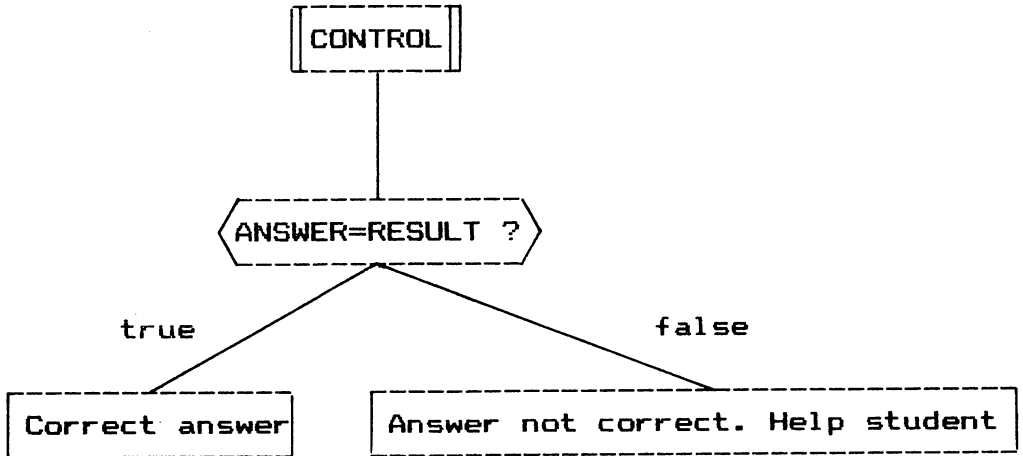 CONTROL
ANSWER=RESULT ?
true
false
Correct answer
Answer not correct. Help student